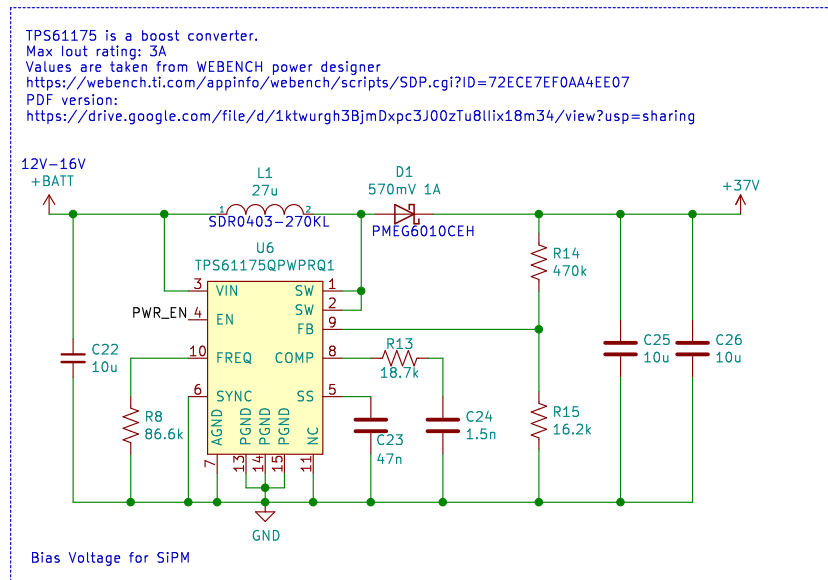 TPS61175 is a boost converter.
Max Iout rating: 3A
Values are taken from WEBENCH power designer
https://webench.ti.com/appinfo/webench/scripts/SDP.cgi?ID=72ECE7EF0AA4EE07
PDF version:
https://drive.google.com/file/d/1ktwurgh3BjmDxpc3J00zTu8lIix18m34/view?usp=sharing
12V-16V
+BATT
L1
27u
1
2
SDR0403-270KL
D1
570mV 1A
PMEG6010CEH
+37V
U6
TPS61175QPWPRQ1
3 VIN SW 1
SW 2
PWR_EN 4 EN
FB 9
10 FREQ COMP 8
6 SYNC SS 5
AGND PGND PGND PGND NC
7 13 14 15 11
R14
470k
C22
10u
R13
18.7k
C25
10u
C26
10u
R8
86.6k
C23
47n
C24
1.5n
R15
16.2k
GND
Bias Voltage for SiPM